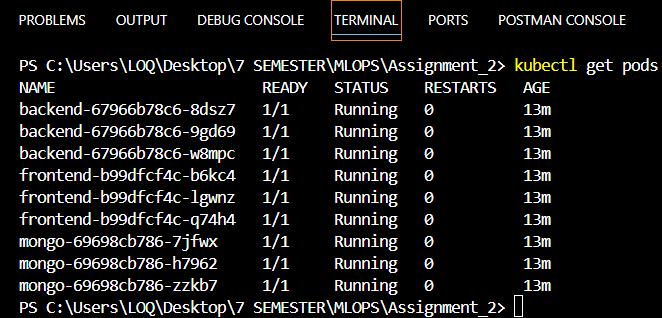 PROBLEMS OUTPUT DEBUG CONSOLE TERMINAL PORTS POSTMAN CONSOLE
PS C:\Users\LOQ\Desktop\7 SEMESTER\MLOPS\Assignment_2> kubectl get pods
NAME READY STATUS RESTARTS AGE
backend-67966b78c6-8dsz7 1/1 Running 0 13m
backend-67966b78c6-9gd69 1/1 Running 0 13m
backend-67966b78c6-w8mpc 1/1 Running 0 13m
frontend-b99dfcf4c-b6kc4 1/1 Running 0 13m
frontend-b99dfcf4c-lgwnz 1/1 Running 0 13m
frontend-b99dfcf4c-q74h4 1/1 Running 0 13m
mongo-69698cb786-7jfwx 1/1 Running 0 13m
mongo-69698cb786-h7962 1/1 Running 0 13m
mongo-69698cb786-zzkb7 1/1 Running 0 13m
PS C:\Users\LOQ\Desktop\7 SEMESTER\MLOPS\Assignment_2>